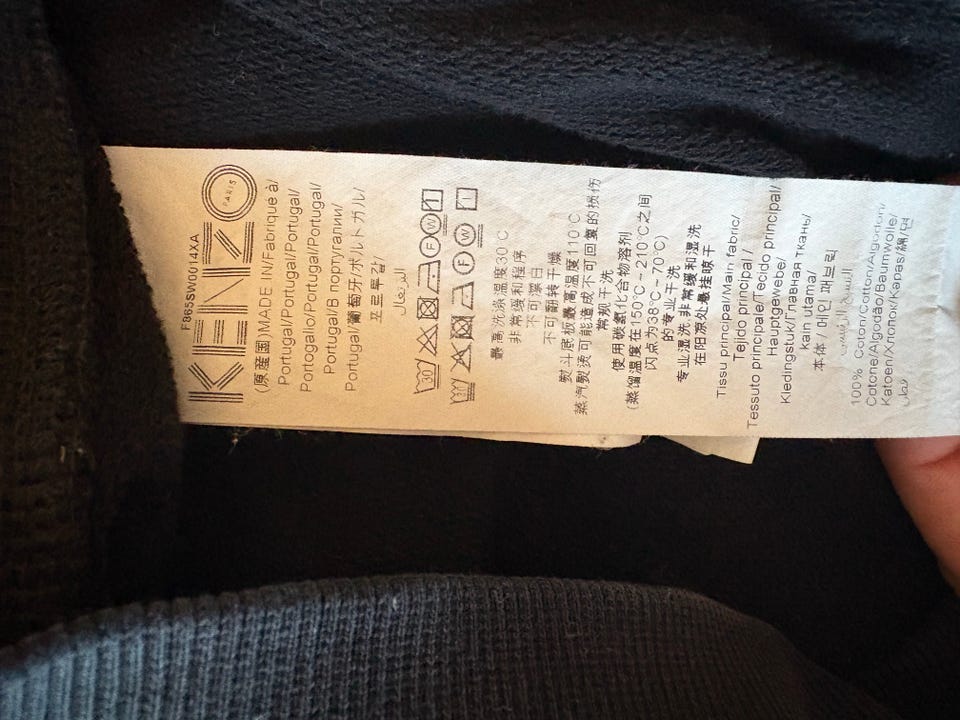 F865SW0014XA
KENZO
PARIS
(原産国)MADE IN/Fabriqué à/
Portugal/Portugal/Portugal/
Portogallo/Portugal/Portugal/
Portugal/В португалии/
Portugal/葡萄牙/ポルトガル/
포르투갈/
البرتغال
30 F W
F W
最高洗涤温度30℃
非常缓和程序
不可漂白
不可翻转干燥
熨斗底板最高温度110℃
蒸汽熨烫可能造成不可回复的损伤
常规干洗
使用碳氢化合物溶剂
(蒸馏温度在150℃~210℃之间
闪点为38℃~70℃)
的专业干洗
专业湿洗 非常缓和湿洗
在阴凉处悬挂晾干
Tissu principal/Main fabric/
Tejido principal /
Tessuto principale/Tecido principal/
Hauptgewebe/
Kledingstuk/Главная ткань/
kain utama/
本体/메인 패브릭
100% Coton/Cotton/Algodon/
Cotone/Algodão/Baumwolle/
Katoen/Хлопок/Kapas/綿/면
قطن